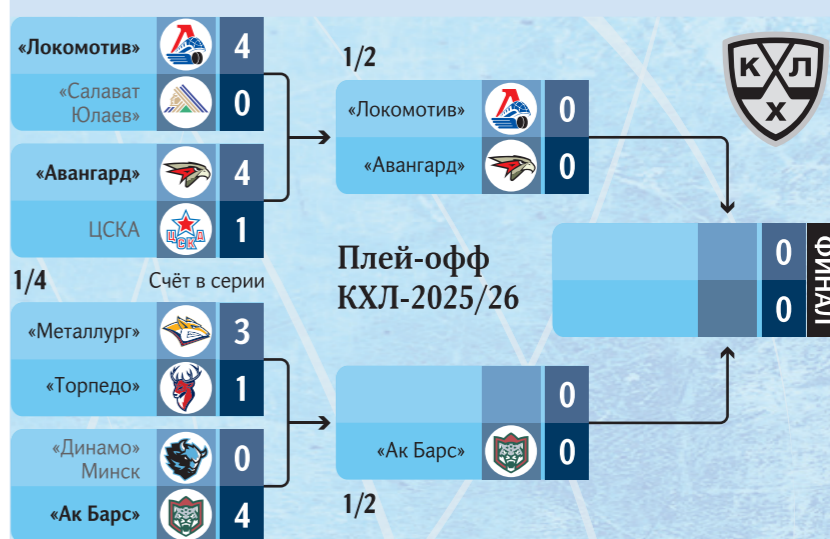 «Локомотив» 4
«Салават
Юлаев» 0
«Авангард» 4
ЦСКА ЦСКА 1
1/4 Счёт в серии
«Металлург» 3
«Торпедо» 1
«Динамо»
Минск 0
«Ак Барс» 4
1/2
«Локомотив» 0
«Авангард» 0
Плей-офф
КХЛ-2025/26
0
«Ак Барс» 0
1/2
КХЛ
Х
0
0
ФИНАЛ